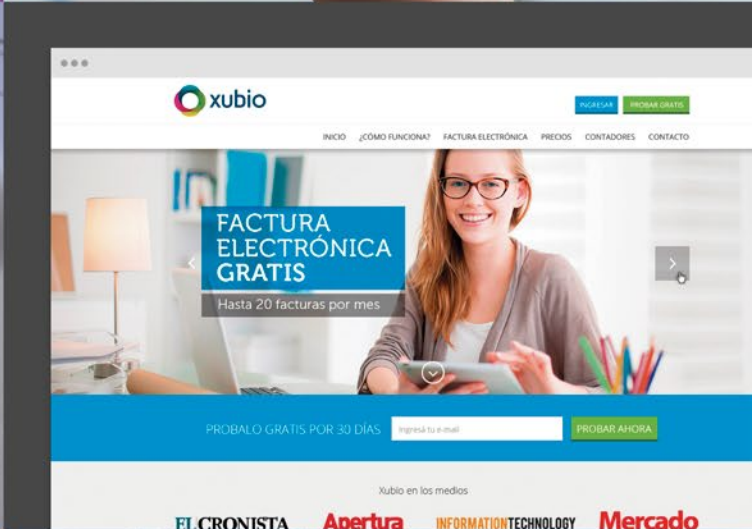 xubio
INGRESAR PROBAR GRATIS
INICIO ¿CÓMO FUNCIONA? FACTURA ELECTRÓNICA PRECIOS CONTADORES CONTACTO
FACTURA
ELECTRÓNICA
GRATIS
Hasta 20 facturas por mes
PROBALO GRATIS POR 30 DÍAS Ingresá tu e-mail PROBAR AHORA
Xubio en los medios
EL CRONISTA Apertura INFORMATIONTECHNOLOGY Mercado